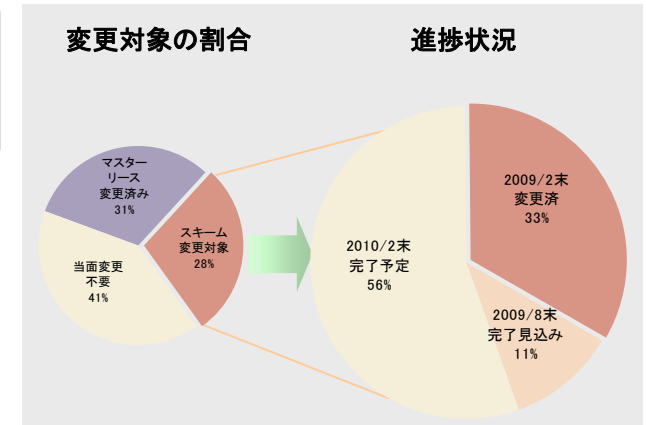 変更対象の割合
進捗状況
マスター
リース
変更済み
31%
スキーム
変更対象
28%
当面変更
不要
41%
2009/2末
変更済
33%
2010/2末
完了予定
56%
2009/8末
完了見込み
11%